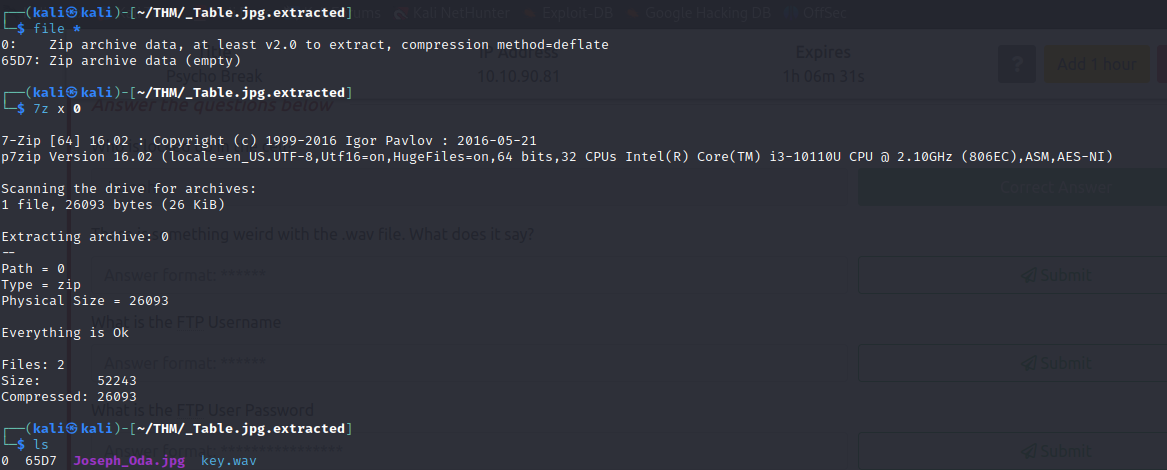 ┌──(kali㉿kali)-[~/THM/_Table.jpg.extracted]
└─$ file *
Kali NetHunter Exploit-DB Google Hacking DB OffSec
0:    Zip archive data, at least v2.0 to extract, compression method=deflate
65D7: Zip archive data (empty)
IP Address Expires
Psycho Break 10.10.90.81 1h 06m 31s ? Add 1 hour
┌──(kali㉿kali)-[~/THM/_Table.jpg.extracted]
└─$ 7z x 0
Answer the questions below
7-Zip [64] 16.02 : Copyright (c) 1999-2016 Igor Pavlov : 2016-05-21
p7zip Version 16.02 (locale=en_US.UTF-8,Utf16=on,HugeFiles=on,64 bits,32 CPUs Intel(R) Core(TM) i3-10110U CPU @ 2.10GHz (806EC),ASM,AES-NI)
Scanning the drive for archives:
1 file, 26093 bytes (26 KiB)
Correct Answer
Extracting archive: 0
something weird with the .wav file. What does it say?
--
Path = 0
Type = zip
Physical Size = 26093
Answer format: ******
Submit
What is the FTP Username
Everything is Ok
Files: 2
Size:       52243
Compressed: 26093
Answer format: ******
Submit
What is the FTP User Password
┌──(kali㉿kali)-[~/THM/_Table.jpg.extracted]
└─$ ls
Submit
0  65D7  Joseph_Oda.jpg  key.wav